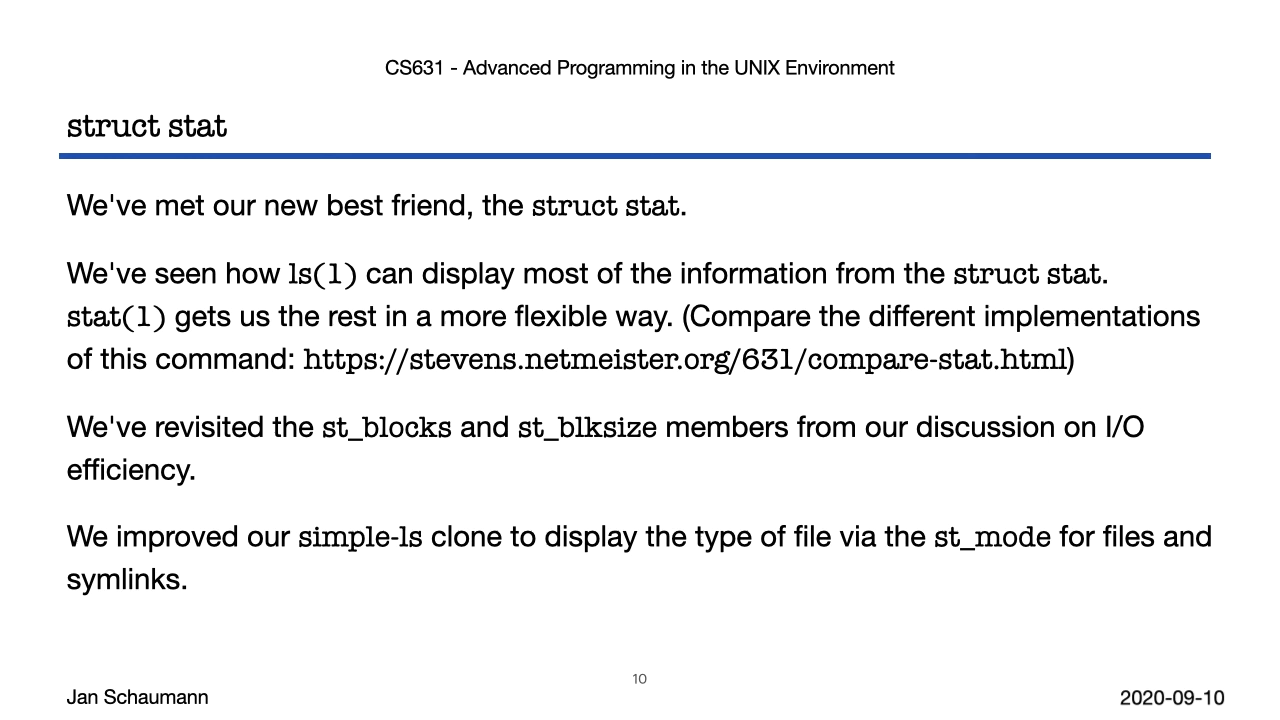 CS631 - Advanced Programming in the UNIX Environment
struct stat
We've met our new best friend, the struct stat.
We've seen how ls(1) can display most of the information from the struct stat.
stat(1) gets us the rest in a more flexible way. (Compare the different implementations
of this command: https://stevens.netmeister.org/631/compare-stat.html)
We've revisited the st_blocks and st_blksize members from our discussion on I/O
efficiency.
We improved our simple-ls clone to display the type of file via the st_mode for files and
symlinks.
10
Jan Schaumann
2020-09-10